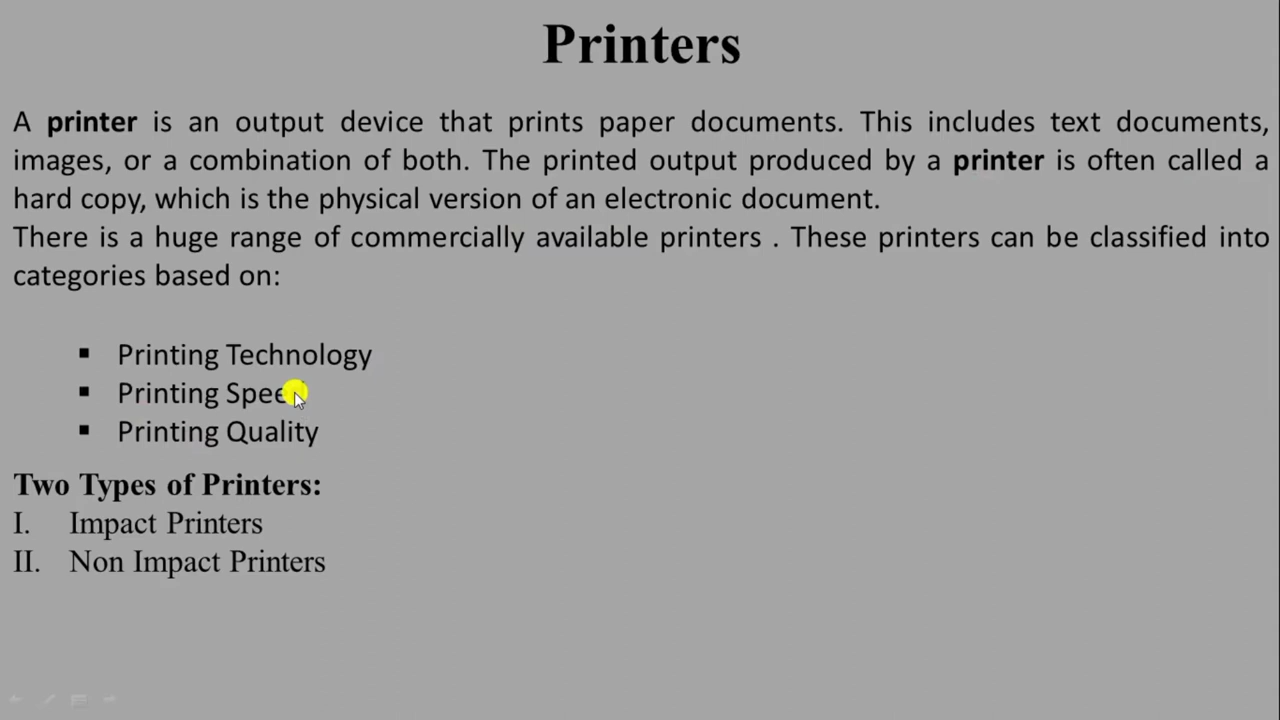 Printers
A printer is an output device that prints paper documents. This includes text documents,
images, or a combination of both. The printed output produced by a printer is often called a
hard copy, which is the physical version of an electronic document.
There is a huge range of commercially available printers . These printers can be classified into
categories based on:
▪ Printing Technology
▪ Printing Speed
▪ Printing Quality
Two Types of Printers:
I. Impact Printers
II. Non Impact Printers